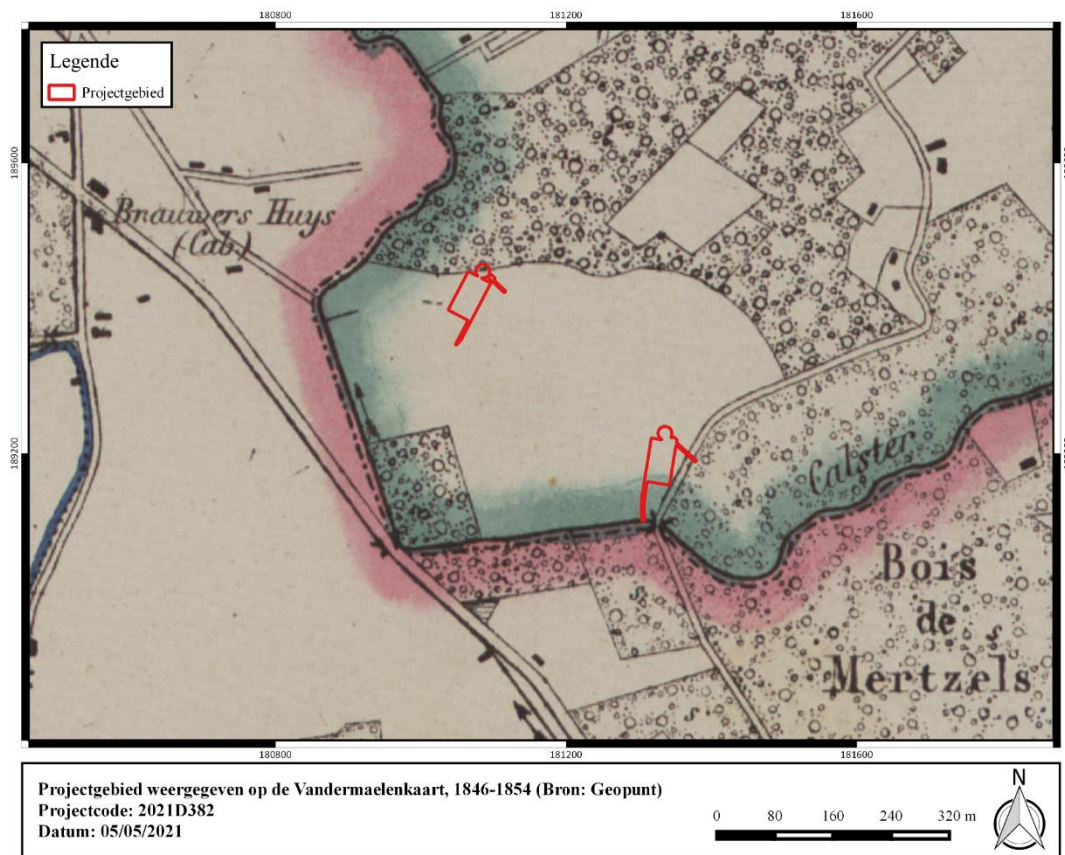 180800 181200 181600
Legende
Projectgebied
189600
Brauwers Huys
(Cab.)
189200
Calster
s
Bois
s
de
s
Mertzels
s
s
180800 181200 181600
Projectgebied weergegeven op de Vandermaelenkaart, 1846-1854 (Bron: Geopunt)
Projectcode: 2021D382
Datum: 05/05/2021
N
0 80 160 240 320 m